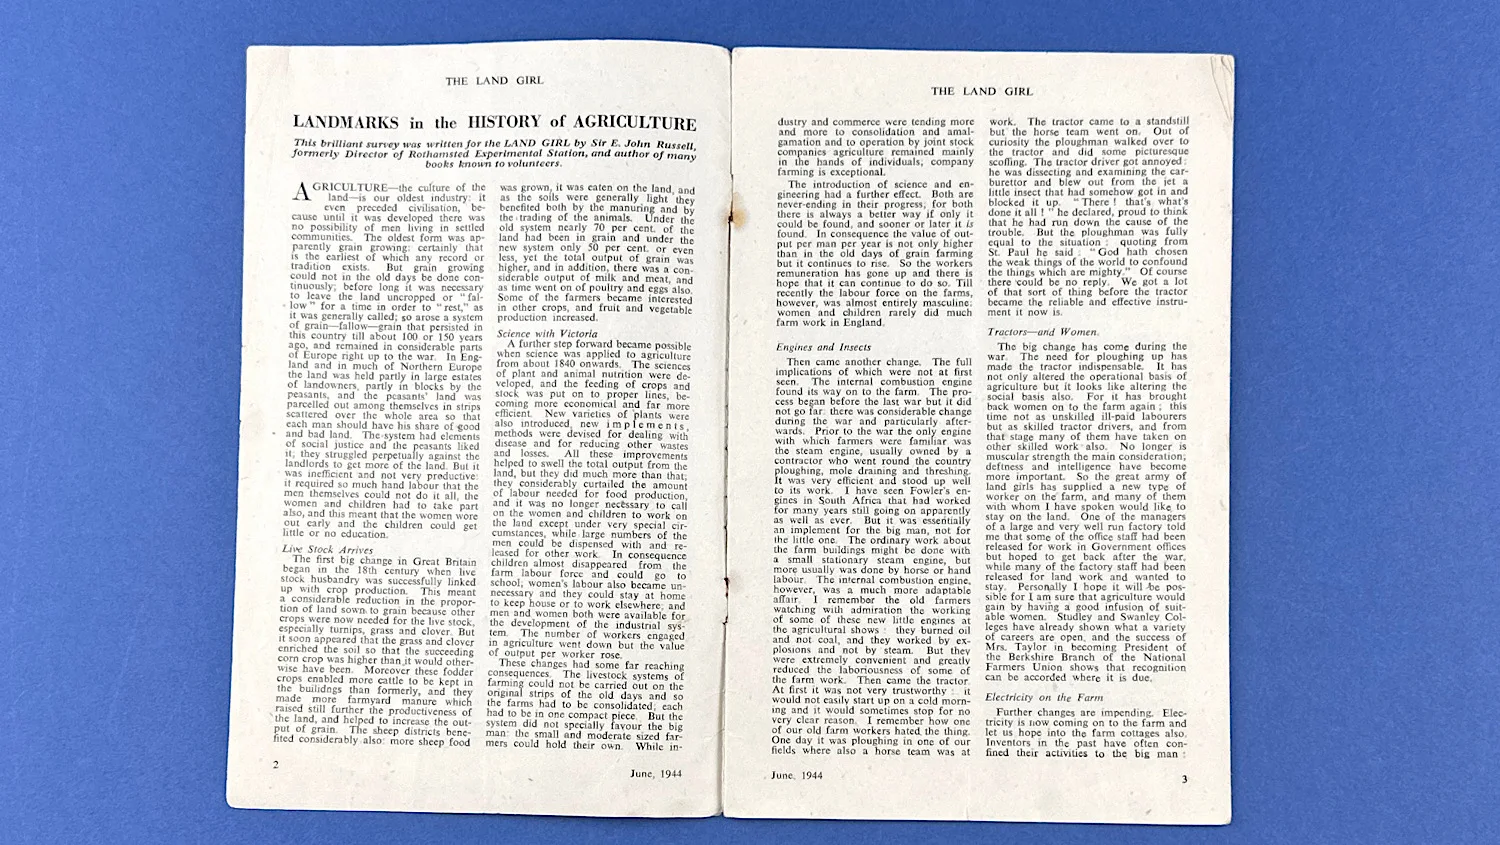 THE LAND GIRL
LANDMARKS in the HISTORY of AGRICULTURE
This brilliant survey was written for the LAND GIRL by Sir E. John Russell,
formerly Director of Rothamsted Experimental Station, and author of many
books known to volunteers.
AGRICULTURE—the culture of the
land—is our oldest industry: it
even preceded civilisation, be-
cause until it was developed there was
no possibility of men living in settled
communities. The oldest form was ap-
parently grain growing: certainly that
is the earliest of which any record or
tradition exists. But grain growing
could not in the old days be done con-
tinuously; before long it was necessary
to leave the land uncropped or "fal-
low" for a time in order to "rest," as
it was generally called; so arose a system
of grain—fallow—grain that persisted in
this country till about 100 or 150 years
ago, and remained in considerable parts
of Europe right up to the war. In Eng-
land and in much of Northern Europe
the land was held partly in large estates
of landowners, partly in blocks by the
peasants, and the peasants' land was
parcelled out among themselves in strips
scattered over the whole area so that
each man should have his share of good
and bad land. The system had elements
of social justice and the peasants liked
it; they struggled perpetually against the
landlords to get more of the land. But it
was inefficient and not very productive:
it required so much hand labour that the
men themselves could not do it all, the
women and children had to take part
also, and this meant that the women wore
out early and the children could get
little or no education.
Live Stock Arrives
The first big change in Great Britain
began in the 18th century when live
stock husbandry was successfully linked
up with crop production. This meant
a considerable reduction in the propor-
tion of land sown to grain because other
crops were now needed for the live stock,
especially turnips, grass and clover. But
it soon appeared that the grass and clover
enriched the soil so that the succeeding
corn crop was higher than it would other-
wise have been. Moreover these fodder
crops enabled more cattle to be kept in
the buildings than formerly, and they
made more farmyard manure which
raised still further the productiveness of
the land, and helped to increase the out-
put of grain. The sheep districts bene-
fited considerably also: more sheep food
was grown, it was eaten on the land, and
as the soils were generally light they
benefited both by the manuring and by
the trading of the animals. Under the
old system nearly 70 per cent. of the
land had been in grain and under the
new system only 50 per cent. or even
less, yet the total output of grain was
higher, and in addition, there was a con-
siderable output of milk and meat, and
as time went on of poultry and eggs also.
Some of the farmers became interested
in other crops, and fruit and vegetable
production increased.
Science with Victoria
A further step forward became possible
when science was applied to agriculture
from about 1840 onwards. The sciences
of plant and animal nutrition were de-
veloped, and the feeding of crops and
stock was put on to proper lines, be-
coming more economical and far more
efficient. New varieties of plants were
also introduced, new implements,
methods were devised for dealing with
disease and for reducing other wastes
and losses. All these improvements
helped to swell the total output from the
land, but they did much more than that;
they considerably curtailed the amount
of labour needed for food production,
and it was no longer necessary to call
on the women and children to work on
the land except under very special cir-
cumstances, while large numbers of the
men could be dispensed with and re-
leased for other work. In consequence
children almost disappeared from the
farm labour force and could go to
school; women's labour also became un-
necessary and they could stay at home
to keep house or to work elsewhere; and
men and women both were available for
the development of the industrial sys-
tem. The number of workers engaged
in agriculture went down but the value
of output per worker rose.
These changes had some far reaching
consequences. The livestock systems of
farming could not be carried out on the
original strips of the old days and so
the farms had to be consolidated; each
had to be in one compact piece. But the
system did not specially favour the big
man: the small and moderate sized far-
mers could hold their own. While in-
2
June, 1944
THE LAND GIRL
dustry and commerce were tending more
and more to consolidation and amal-
gamation and to operation by joint stock
companies agriculture remained mainly
in the hands of individuals; company
farming is exceptional.
The introduction of science and en-
gineering had a further effect. Both are
never-ending in their progress; for both
there is always a better way if only it
could be found, and sooner or later it is
found. In consequence the value of out-
put per man per year is not only higher
than in the old days of grain farming
but it continues to rise. So the workers
remuneration has gone up and there is
hope that it can continue to do so. Till
recently the labour force on the farms,
however, was almost entirely masculine:
women and children rarely did much
farm work in England.
Engines and Insects
Then came another change. The full
implications of which were not at first
seen. The internal combustion engine
found its way on to the farm. The pro-
cess began before the last war but it did
not go far: there was considerable change
during the war and particularly after-
wards. Prior to the war the only engine
with which farmers were familiar was
the steam engine, usually owned by a
contractor who went round the country
ploughing, mole draining and threshing.
It was very efficient and stood up well
to its work. I have seen Fowler's en-
gines in South Africa that had worked
for many years still going on apparently
as well as ever. But it was essentially
an implement for the big man, not for
the little one. The ordinary work about
the farm buildings might be done with
a small stationary steam engine, but
more usually was done by horse or hand
labour. The internal combustion engine,
however, was a much more adaptable
affair. I remember the old farmers
watching with admiration the working
of some of these new little engines at
the agricultural shows: they burned oil
and not coal, and they worked by ex-
plosions and not by steam. But they
were extremely convenient and greatly
reduced the laboriousness of some of
the farm work. Then came the tractor.
At first it was not very trustworthy: it
would not easily start up on a cold morn-
ing and it would sometimes stop for no
very clear reason. I remember how one
of our old farm workers hated the thing.
One day it was ploughing in one of our
fields where also a horse team was at
work. The tractor came to a standstill
but the horse team went on. Out of
curiosity the ploughman walked over to
the tractor and did some picturesque
scoffing. The tractor driver got annoyed:
he was dissecting and examining the car-
burettor and blew out from the jet a
little insect that had somehow got in and
blocked it up. "There! that's what's
done it all!" he declared, proud to think
that he had run down the cause of the
trouble. But the ploughman was fully
equal to the situation: quoting from
St. Paul he said: "God hath chosen
the weak things of the world to confound
the things which are mighty." Of course
there could be no reply. We got a lot
of that sort of thing before the tractor
became the reliable and effective instru-
ment it now is.
Tractors—and Women.
The big change has come during the
war. The need for ploughing up has
made the tractor indispensable. It has
not only altered the operational basis of
agriculture but it looks like altering the
social basis also. For it has brought
back women on to the farm again; this
time not as unskilled ill-paid labourers
but as skilled tractor drivers, and from
that stage many of them have taken on
other skilled work also. No longer is
muscular strength the main consideration;
deftness and intelligence have become
more important. So the great army of
land girls has supplied a new type of
worker on the farm, and many of them
with whom I have spoken would like to
stay on the land. One of the managers
of a large and very well run factory told
me that some of the office staff had been
released for work in Government offices
but hoped to get back after the war,
while many of the factory staff had been
released for land work and wanted to
stay. Personally I hope it will be pos-
sible for I am sure that agriculture would
gain by having a good infusion of suit-
able women. Studley and Swanley Col-
leges have already shown what a variety
of careers are open, and the success of
Mrs. Taylor in becoming President of
the Berkshire Branch of the National
Farmers Union shows that recognition
can be accorded where it is due.
Electricity on the Farm
Further changes are impending. Elec-
tricity is now coming on to the farm and
let us hope into the farm cottages also.
Inventors in the past have often con-
fined their activities to the big man:
June, 1944
3